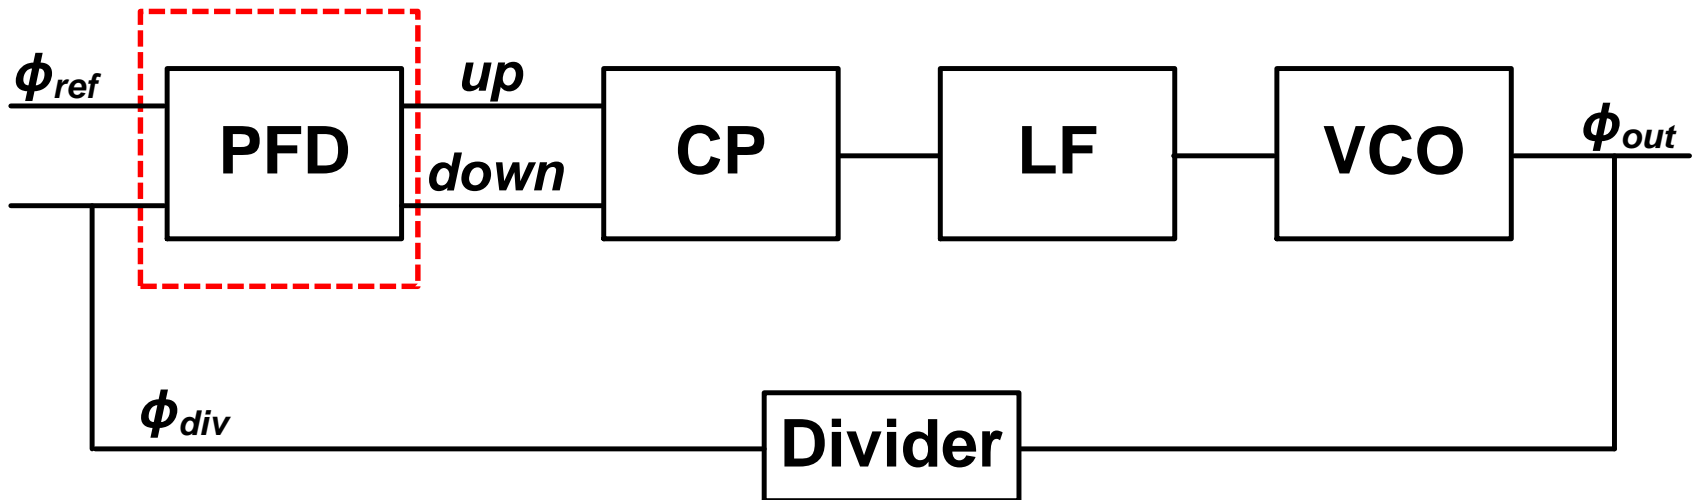 ϕref
up
PFD
CP
LF
VCO
ϕout
down
ϕdiv
Divider